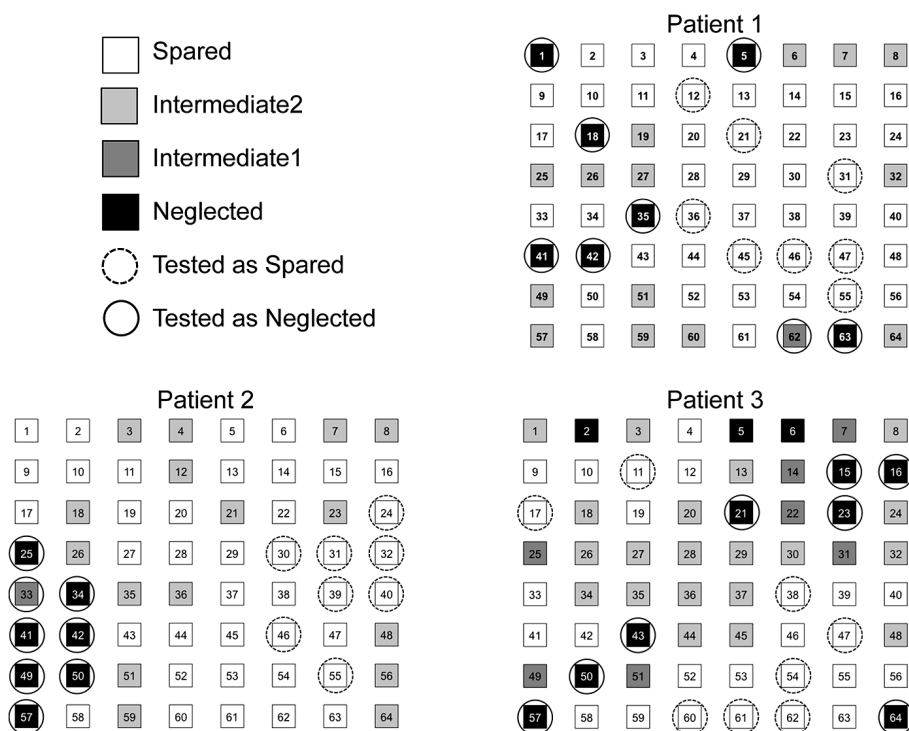 Spared
Intermediate2
Intermediate1
Neglected
Tested as Spared
Tested as Neglected
Patient 1
1 2 3 4 5 6 7 8
9 10 11 12 13 14 15 16
17 18 19 20 21 22 23 24
25 26 27 28 29 30 31 32
33 34 35 36 37 38 39 40
41 42 43 44 45 46 47 48
49 50 51 52 53 54 55 56
57 58 59 60 61 62 63 64
Patient 2
1 2 3 4 5 6 7 8
9 10 11 12 13 14 15 16
17 18 19 20 21 22 23 24
25 26 27 28 29 30 31 32
33 34 35 36 37 38 39 40
41 42 43 44 45 46 47 48
49 50 51 52 53 54 55 56
57 58 59 60 61 62 63 64
Patient 3
1 2 3 4 5 6 7 8
9 10 11 12 13 14 15 16
17 18 19 20 21 22 23 24
25 26 27 28 29 30 31 32
33 34 35 36 37 38 39 40
41 42 43 44 45 46 47 48
49 50 51 52 53 54 55 56
57 58 59 60 61 62 63 64